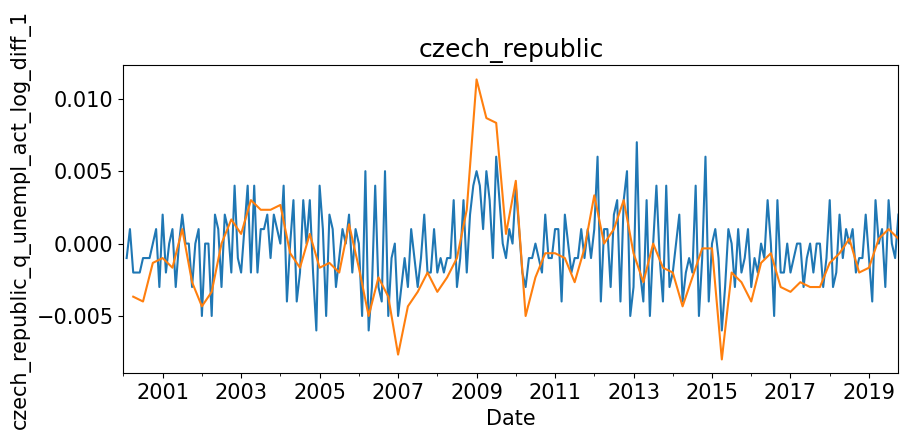 czech_republic
czech_republic_q_unempl_act_log_diff_1
0.010
0.005
0.000
−0.005
2001 2003 2005 2007 2009 2011 2013 2015 2017 2019
Date